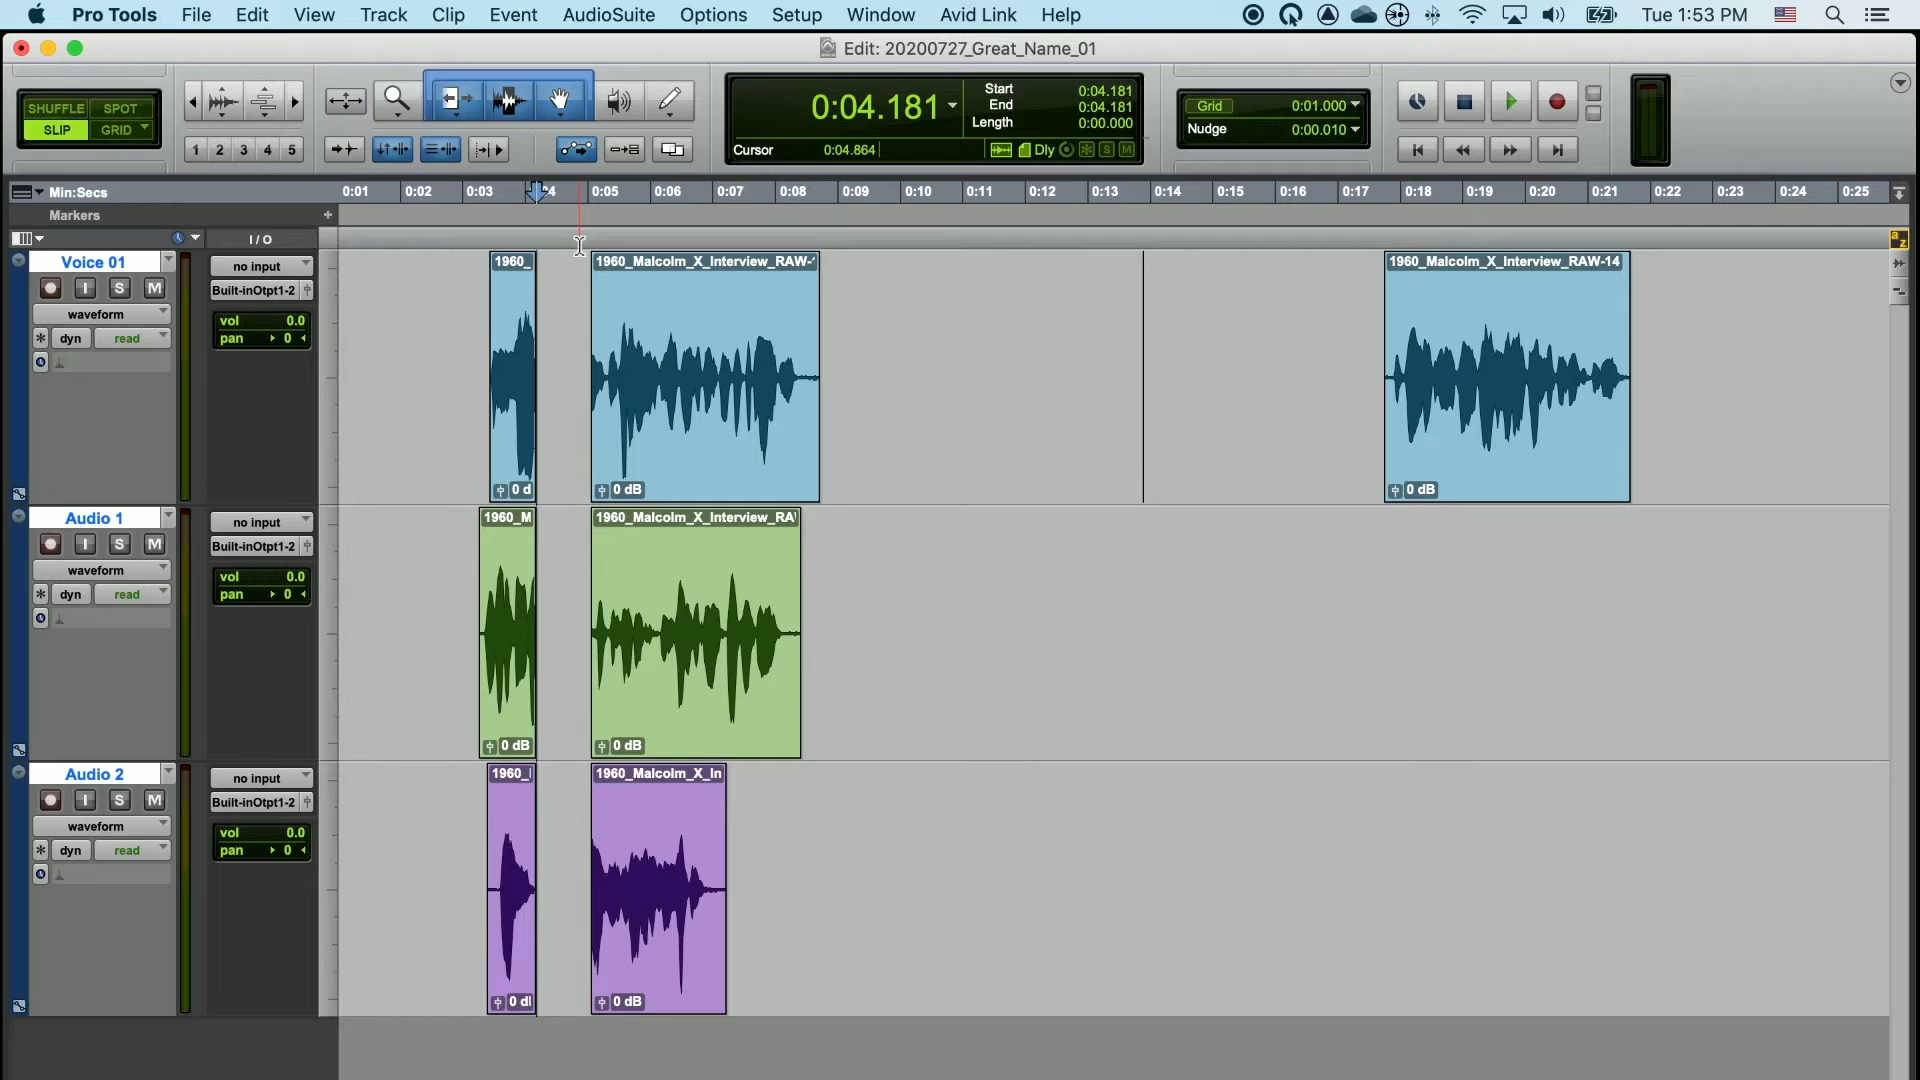 Pro Tools File Edit View Track Clip Event AudioSuite Options Setup Window Avid Link Help Tue 1:53 PM
Edit: 20200727_Great_Name_01
SHUFFLE SPOT
SLIP GRID
1 2 3 4 5
0:04.181
Start 0:04.181
End 0:04.181
Length 0:00.000
Cursor 0:04.864
Dly S M
Grid 0:01.000
Nudge 0:00.010
Min:Secs 0:01 0:02 0:03 4 0:05 0:06 0:07 0:08 0:09 0:10 0:11 0:12 0:13 0:14 0:15 0:16 0:17 0:18 0:19 0:20 0:21 0:22 0:23 0:24 0:25
Markers +
I / O
a z
Voice 01
no input
I S M
Built-inOtpt1-2
waveform
vol 0.0
pan 0
dyn read
1960_
1960_Malcolm_X_Interview_RAW-
1960_Malcolm_X_Interview_RAW-14
0 d
0 dB
0 dB
Audio 1
no input
I S M
Built-inOtpt1-2
waveform
vol 0.0
pan 0
dyn read
1960_M
1960_Malcolm_X_Interview_RA
0 dB
0 dB
Audio 2
no input
I S M
Built-inOtpt1-2
waveform
vol 0.0
pan 0
dyn read
1960_
1960_Malcolm_X_In
0 d
0 dB